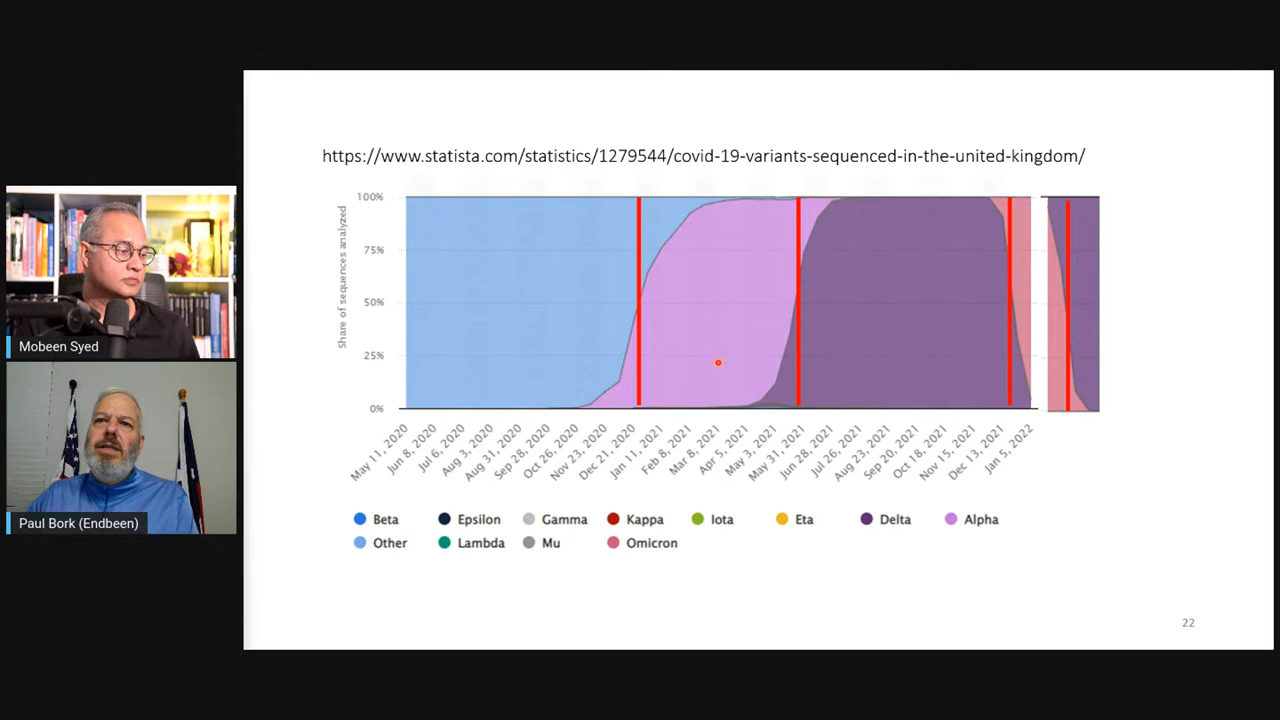 https://www.statista.com/statistics/1279544/covid-19-variants-sequenced-in-the-united-kingdom/
Share of sequences analyzed
100%
75%
50%
25%
0%
May 11, 2020
Jun 8, 2020
Jul 6, 2020
Aug 3, 2020
Aug 31, 2020
Sep 28, 2020
Oct 26, 2020
Nov 23, 2020
Dec 21, 2020
Jan 11, 2021
Feb 8, 2021
Mar 8, 2021
Apr 5, 2021
May 3, 2021
May 31, 2021
Jun 28, 2021
Jul 26, 2021
Aug 23, 2021
Sep 20, 2021
Oct 18, 2021
Nov 15, 2021
Dec 13, 2021
Jan 5, 2022
Beta Epsilon Gamma Kappa Iota Eta Delta Alpha
Other Lambda Mu Omicron
22
Mobeen Syed
Paul Bork (Endbeen)